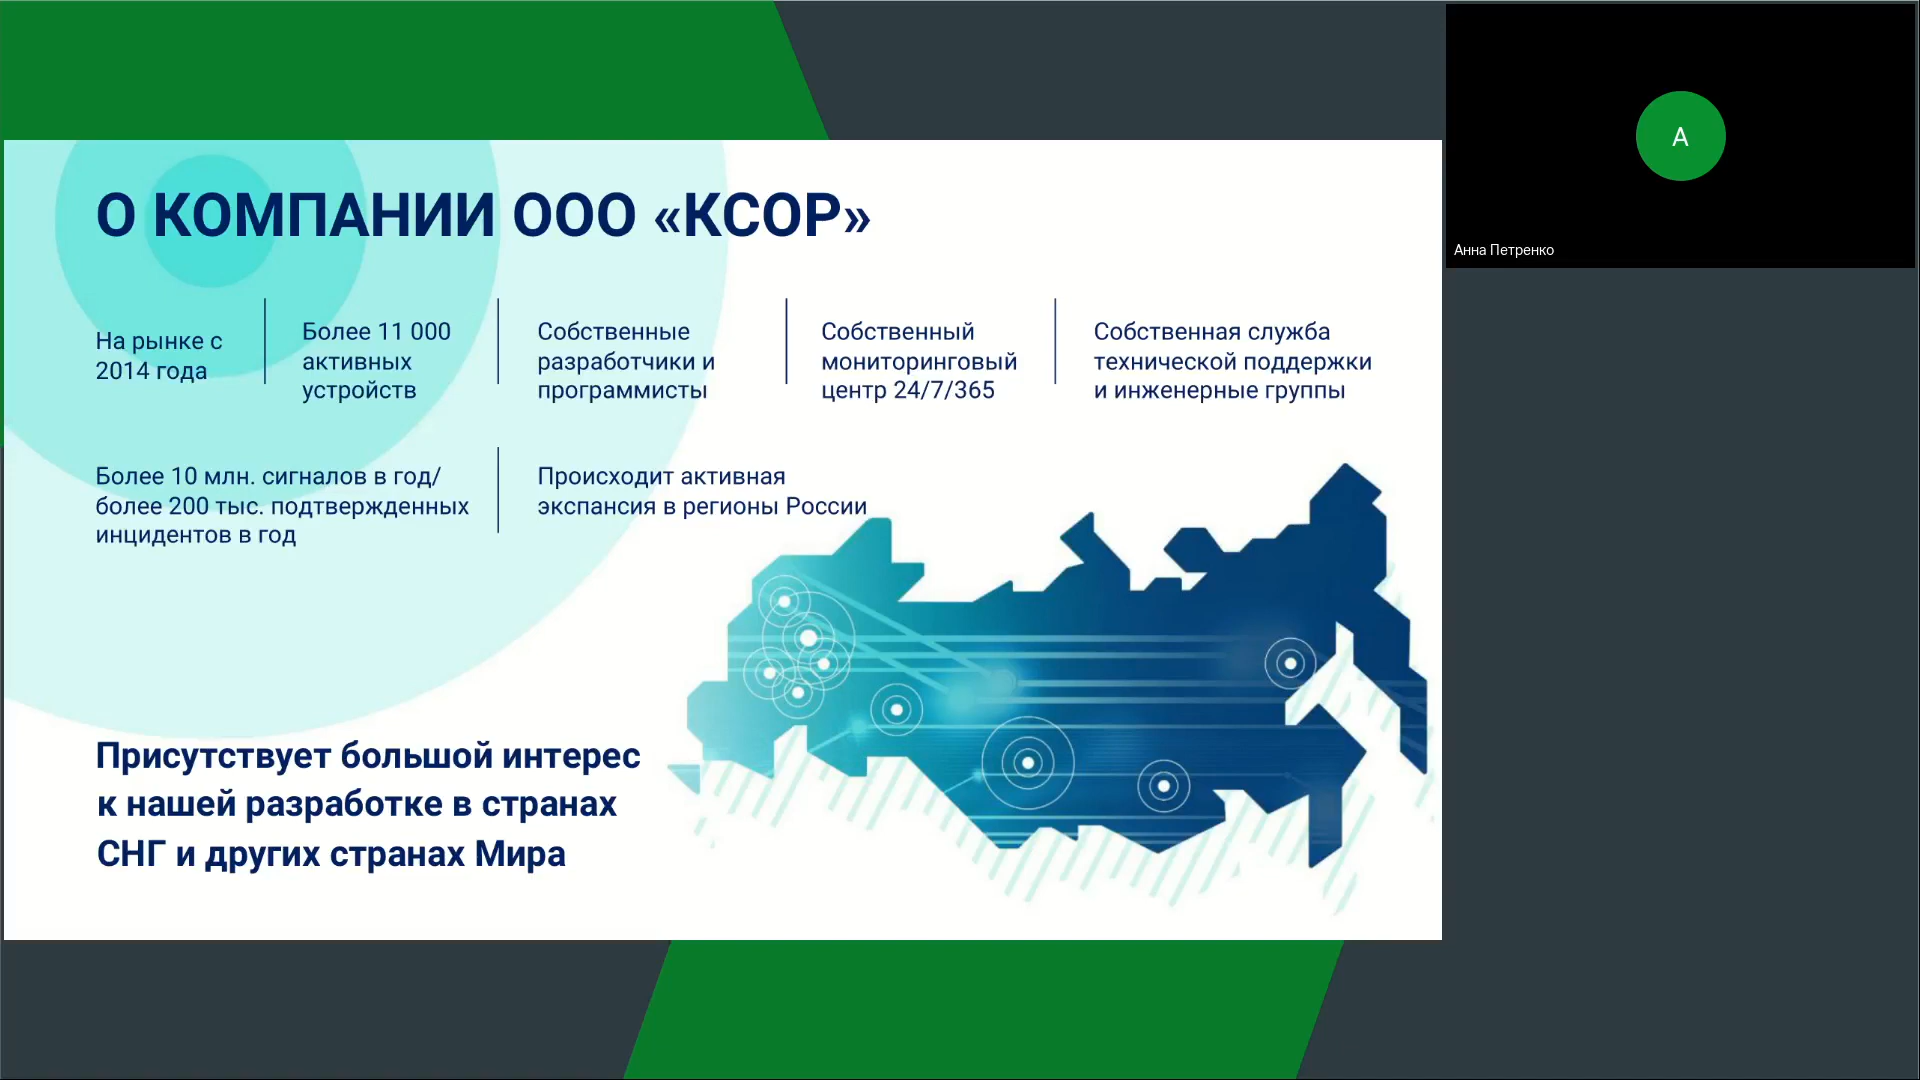 О КОМПАНИИ ООО «КСОР»
На рынке с
2014 года
Более 11 000
активных
устройств
Собственные
разработчики и
программисты
Собственный
мониторинговый
центр 24/7/365
Собственная служба
технической поддержки
и инженерные группы
Более 10 млн. сигналов в год/
более 200 тыс. подтвержденных
инцидентов в год
Происходит активная
экспансия в регионы России
Присутствует большой интерес
к нашей разработке в странах
СНГ и других странах Мира
А
Анна Петренко